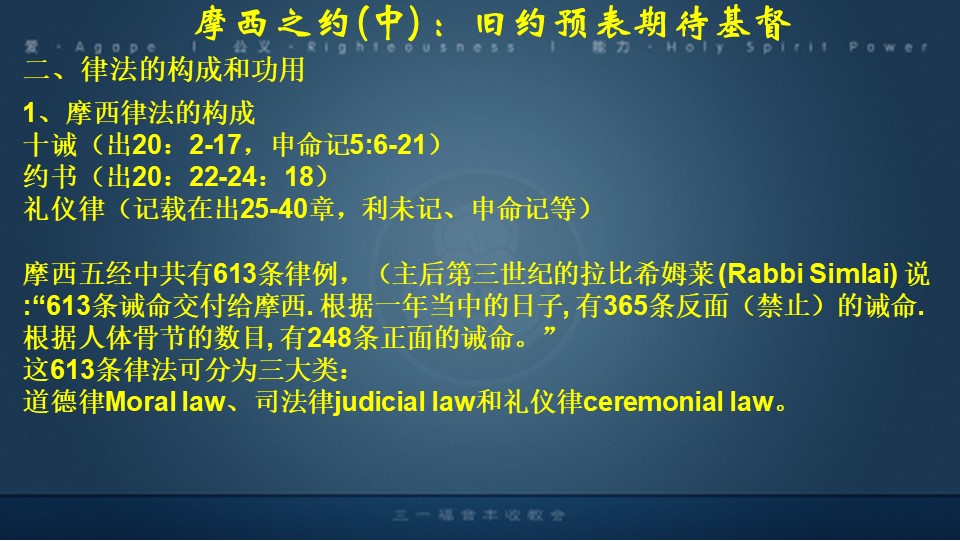 摩西之约(中)：旧约预表期待基督
爱·Agape | 公义·Righteousness | 能力·Holy Spirit Power
二、律法的构成和功用
1、摩西律法的构成
十诫（出20：2-17，申命记5:6-21）
约书（出20：22-24：18）
礼仪律（记载在出25-40章，利未记、申命记等）
摩西五经中共有613条律例，（主后第三世纪的拉比希姆莱(Rabbi Simlai) 说
:“613条诫命交付给摩西. 根据一年当中的日子, 有365条反面（禁止）的诫命.
根据人体骨节的数目, 有248条正面的诫命。”
这613条律法可分为三大类：
道德律Moral law、司法律judicial law和礼仪律ceremonial law。
三一福音丰收教会